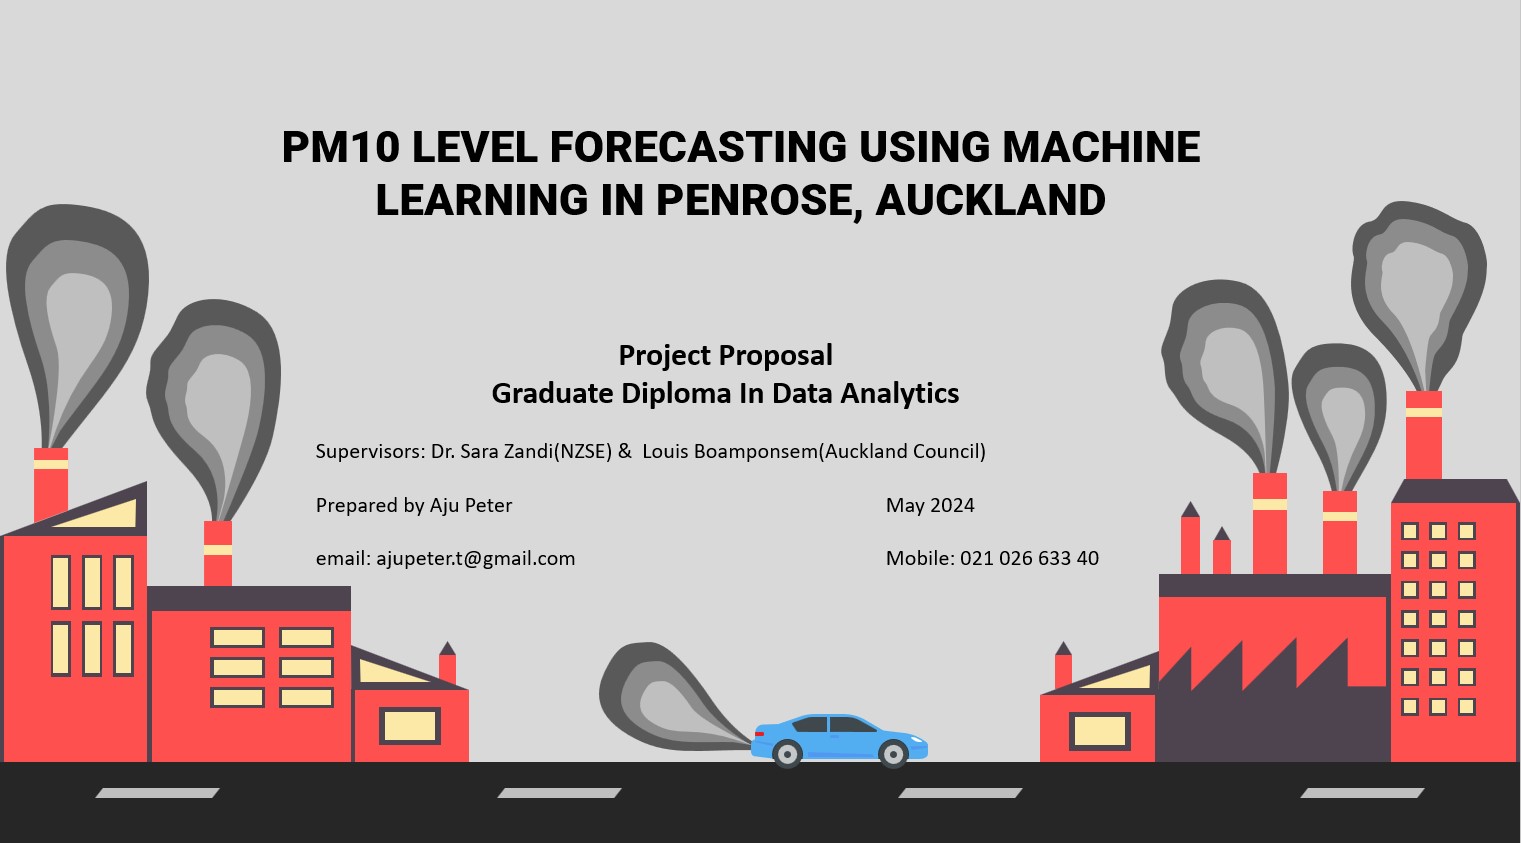 PM10 LEVEL FORECASTING USING MACHINE
LEARNING IN PENROSE, AUCKLAND
Project Proposal
Graduate Diploma In Data Analytics
Supervisors: Dr. Sara Zandi(NZSE) &  Louis Boamponsem(Auckland Council)
Prepared by Aju Peter
May 2024
email: ajupeter.t@gmail.com
Mobile: 021 026 633 40